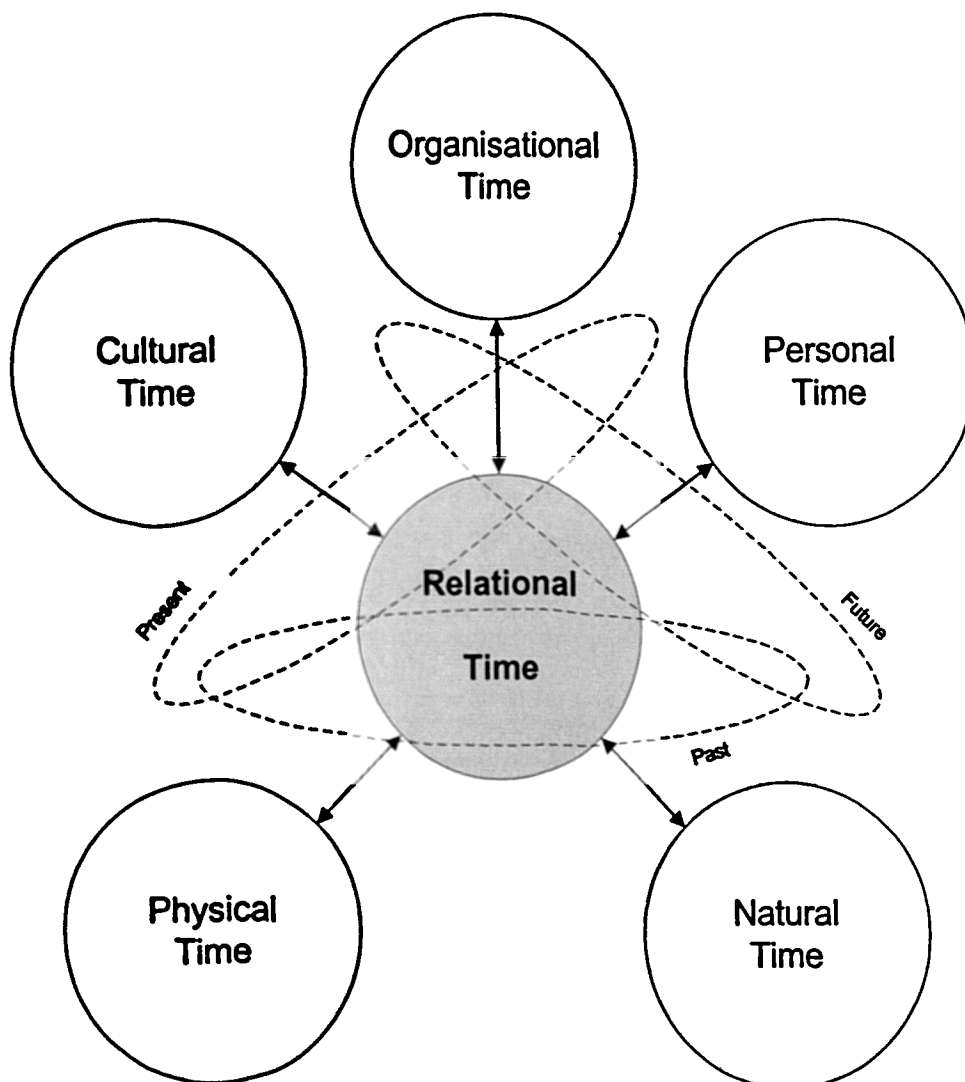 Organisational
Time
Cultural
Time
Personal
Time
Relational
Time
Present
Future
Past
Physical
Time
Natural
Time